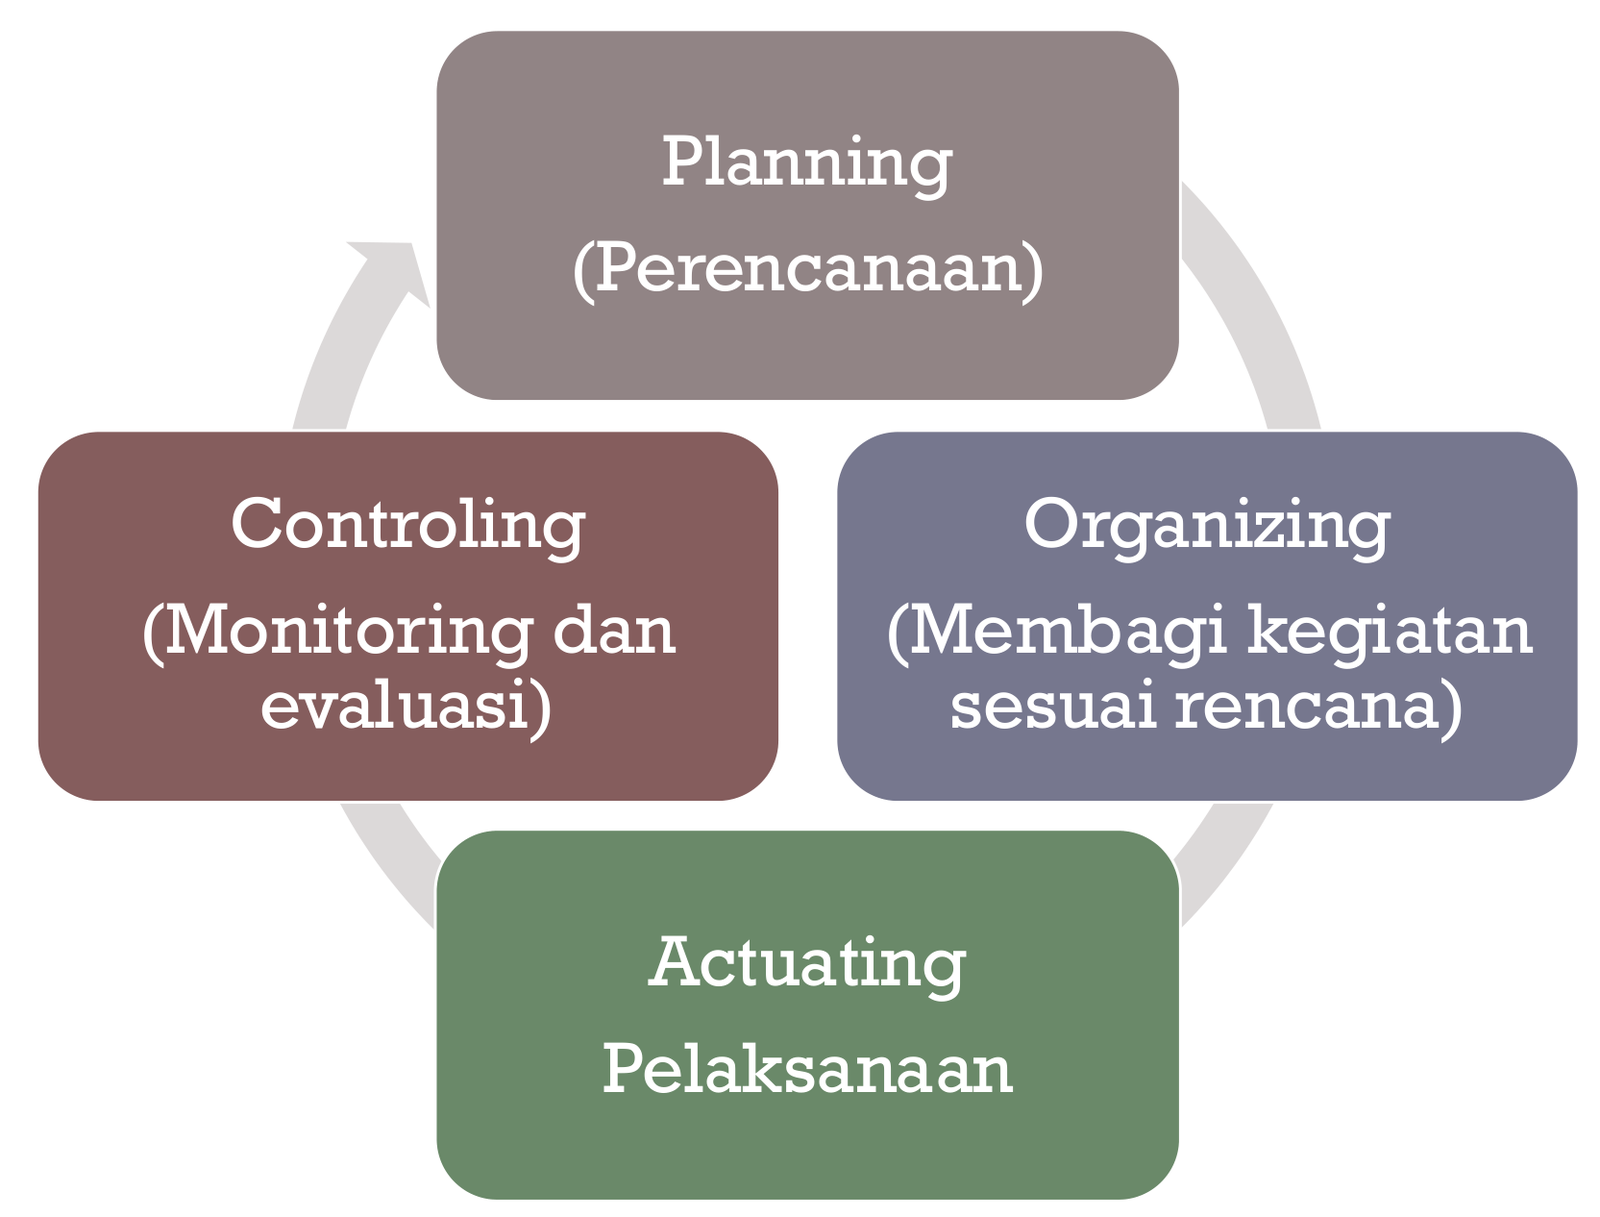 Planning
(Perencanaan)
Organizing
(Membagi kegiatan
sesuai rencana)
Actuating
Pelaksanaan
Controling
(Monitoring dan
evaluasi)